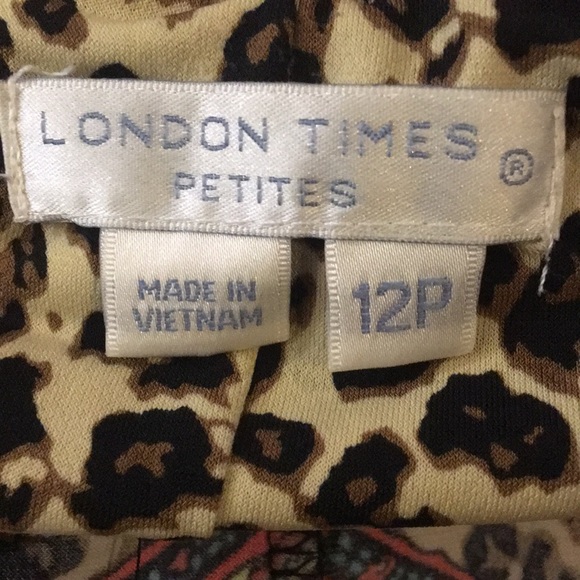 LONDON TIMES ®
PETITES
MADE IN
VIETNAM
12P